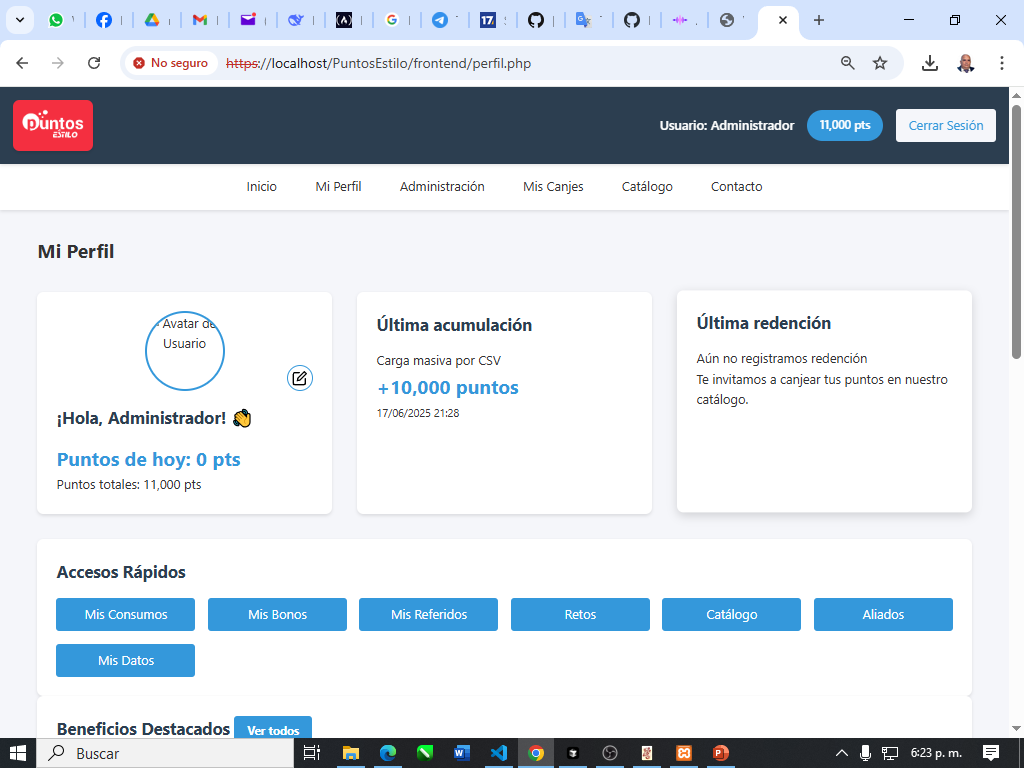 No seguro
https://localhost/PuntosEstilo/frontend/perfil.php
puntos
ESTILO
Usuario: Administrador
11,000 pts
Cerrar Sesión
Inicio
Mi Perfil
Administración
Mis Canjes
Catálogo
Contacto
Mi Perfil
Avatar de
Usuario
¡Hola, Administrador! 👏
Puntos de hoy: 0 pts
Puntos totales: 11,000 pts
Última acumulación
Carga masiva por CSV
+10,000 puntos
17/06/2025 21:28
Última redención
Aún no registramos redención
Te invitamos a canjear tus puntos en nuestro
catálogo.
Accesos Rápidos
Mis Consumos
Mis Bonos
Mis Referidos
Retos
Catálogo
Aliados
Mis Datos
Beneficios Destacados
Ver todos
Buscar
6:23 p. m.